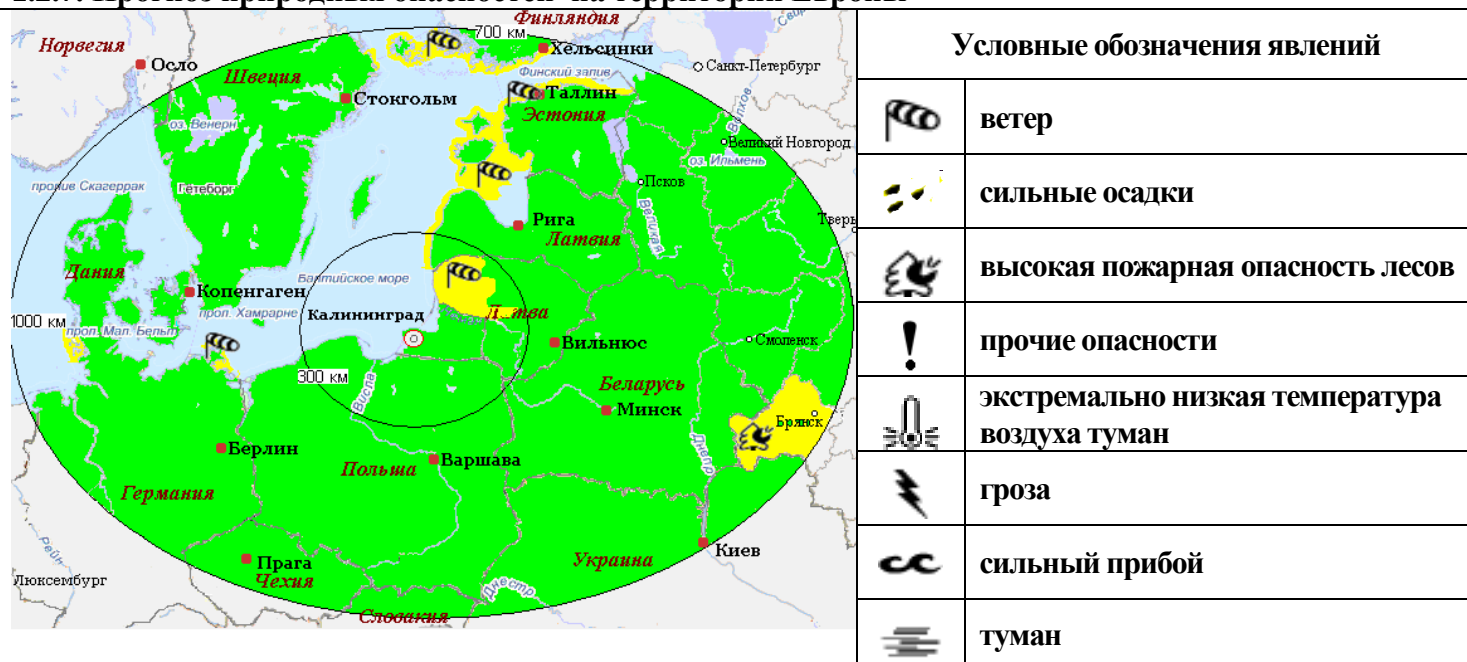 Прогноз природных опасностей на территории Европы
Финляндия
700 км
Норвегия
Хельсинки
Осло
Санкт-Петербург
Швеция
Финский запив
Стокгольм
Таллин
Эстония
Волхов
оз. Венерн
Великий Новгород
оз. Ильмень
пролив Скагеррак
Гётеборг
Псков
Великая
Рига
Тверь
Латвия
Дания
Балтийское море
Копенгаген
прол. Хамрарне
Калининград
Литва
1000 км
прол. Мал. Бельт
Вильнюс
Смоленск
300 км
Висла
Беларусь
Минск
Брянск
Днепр
Берлин
Варшава
Польша
Германия
Рейн
Киев
Прага
Украина
Люксембург
Чехия
Днестр
Словакия
Условные обозначения явлений
ветер
сильные осадки
высокая пожарная опасность лесов
прочие опасности
экстремально низкая температура
воздуха туман
гроза
сильный прибой
туман